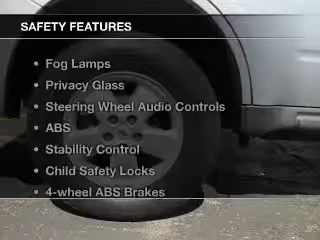 SAFETY FEATURES
• Fog Lamps
• Privacy Glass
• Steering Wheel Audio Controls
• ABS
• Stability Control
• Child Safety Locks
• 4-wheel ABS Brakes